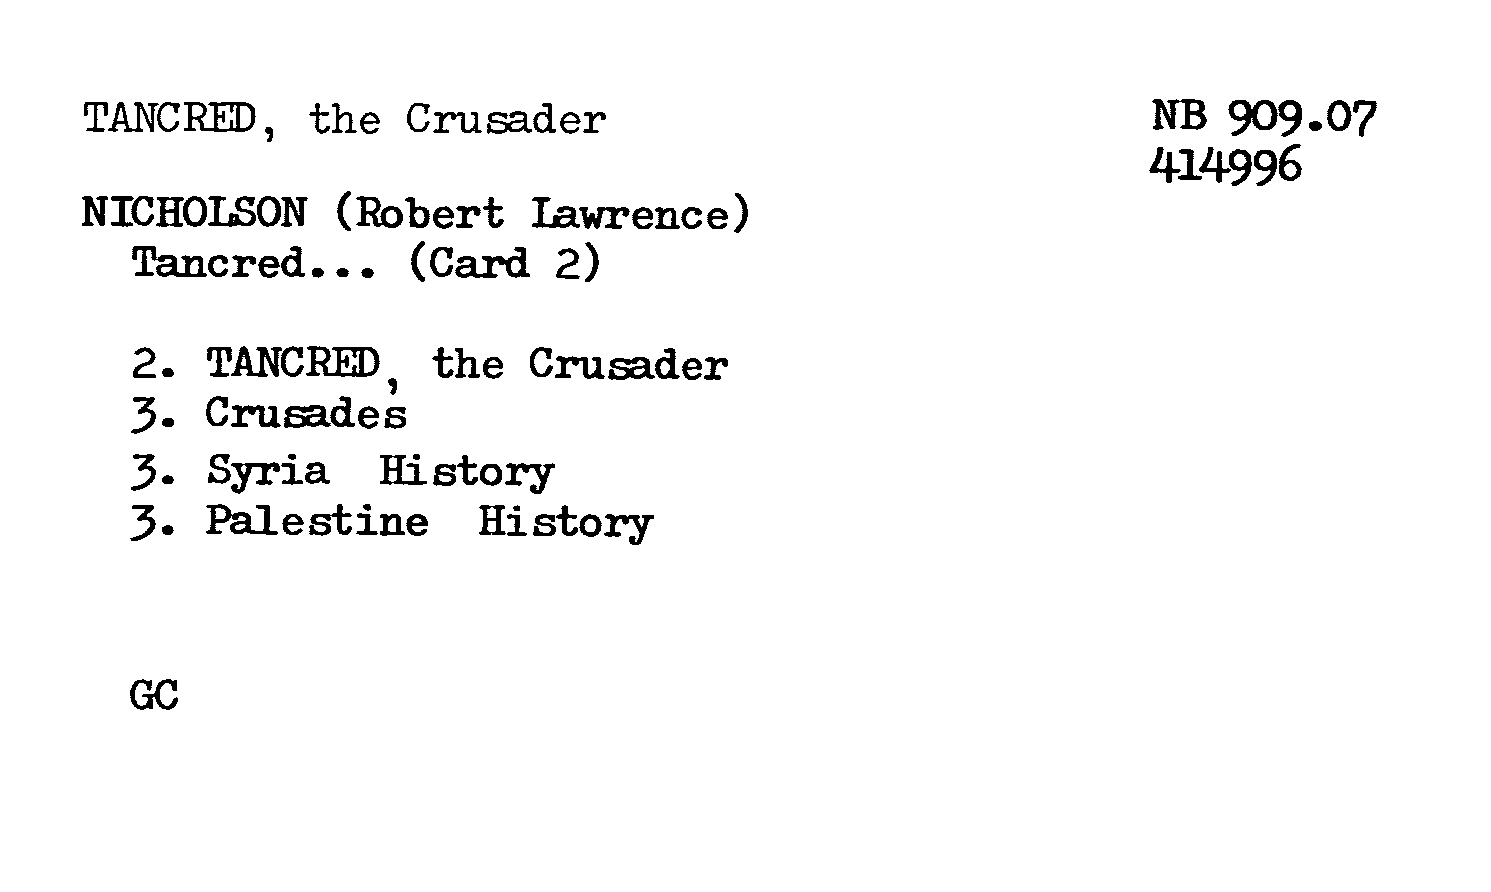 TANCRED, the Crusader
NB 909.07
414996
NICHOLSON (Robert Lawrence)
Tancred... (Card 2)
2. TANCRED, the Crusader
3. Crusades
3. Syria History
3. Palestine History
GC